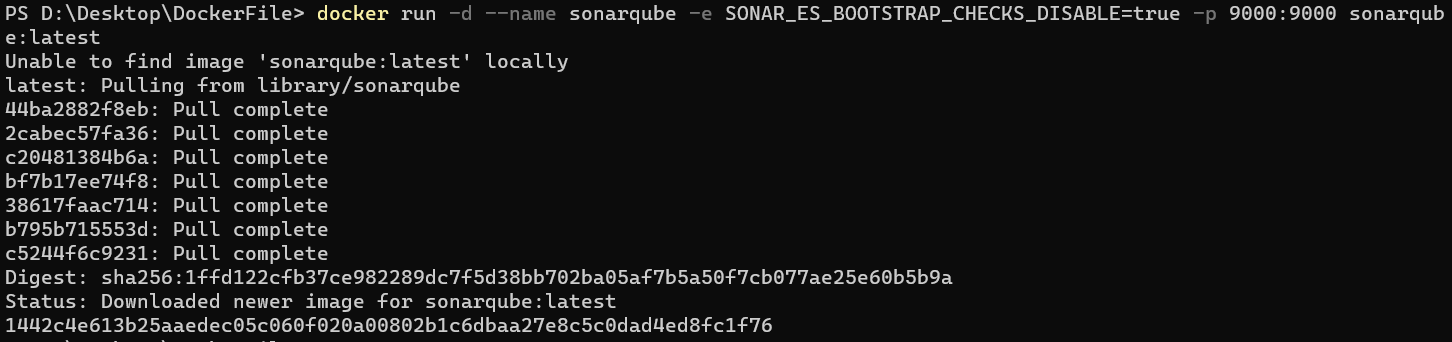 PS D:\Desktop\DockerFile> docker run -d --name sonarqube -e SONAR_ES_BOOTSTRAP_CHECKS_DISABLE=true -p 9000:9000 sonarqub
e:latest
Unable to find image 'sonarqube:latest' locally
latest: Pulling from library/sonarqube
44ba2882f8eb: Pull complete
2cabec57fa36: Pull complete
c20481384b6a: Pull complete
bf7b17ee74f8: Pull complete
38617faac714: Pull complete
b795b715553d: Pull complete
c5244f6c9231: Pull complete
Digest: sha256:1ffd122cfb37ce982289dc7f5d38bb702ba05af7b5a50f7cb077ae25e60b5b9a
Status: Downloaded newer image for sonarqube:latest
1442c4e613b25aaedec05c060f020a00802b1c6dbaa27e8c5c0dad4ed8fc1f76